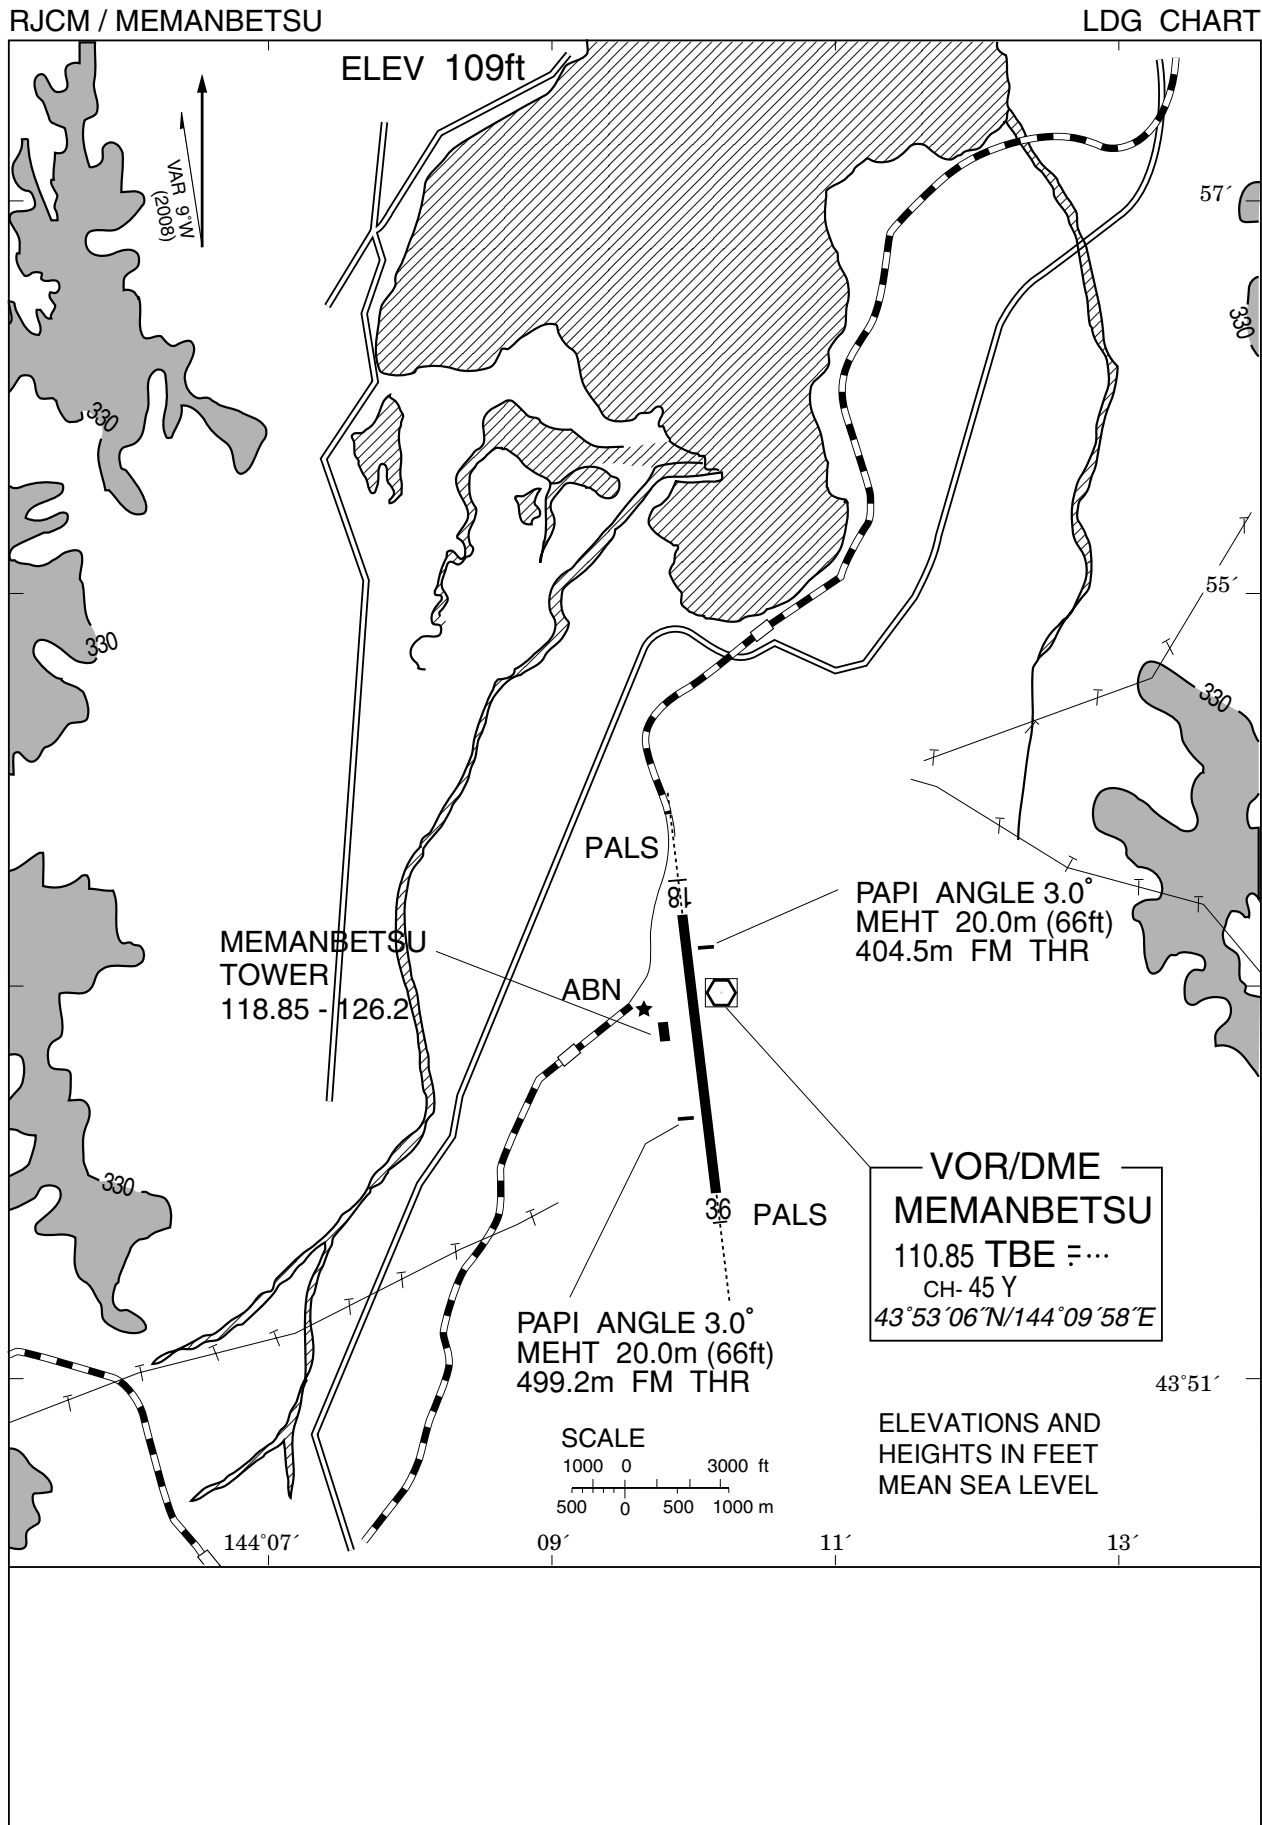 RJCM / MEMANBETSU
LDG CHART
ELEV 109ft
VAR 9°W
(2008)
57´
330
330
55´
330
330
PALS
18
PAPI ANGLE 3.0°
MEHT 20.0m (66ft)
404.5m FM THR
MEMANBETSU
TOWER
118.85 - 126.2
ABN
330
36
PALS
VOR/DME
MEMANBETSU
110.85 TBE
CH- 45 Y
43°53´06˝N/144°09´58˝E
PAPI ANGLE 3.0°
MEHT 20.0m (66ft)
499.2m FM THR
43°51´
ELEVATIONS AND
HEIGHTS IN FEET
MEAN SEA LEVEL
SCALE
1000 0 3000 ft
500 0 500 1000 m
144°07´
09´
11´
13´